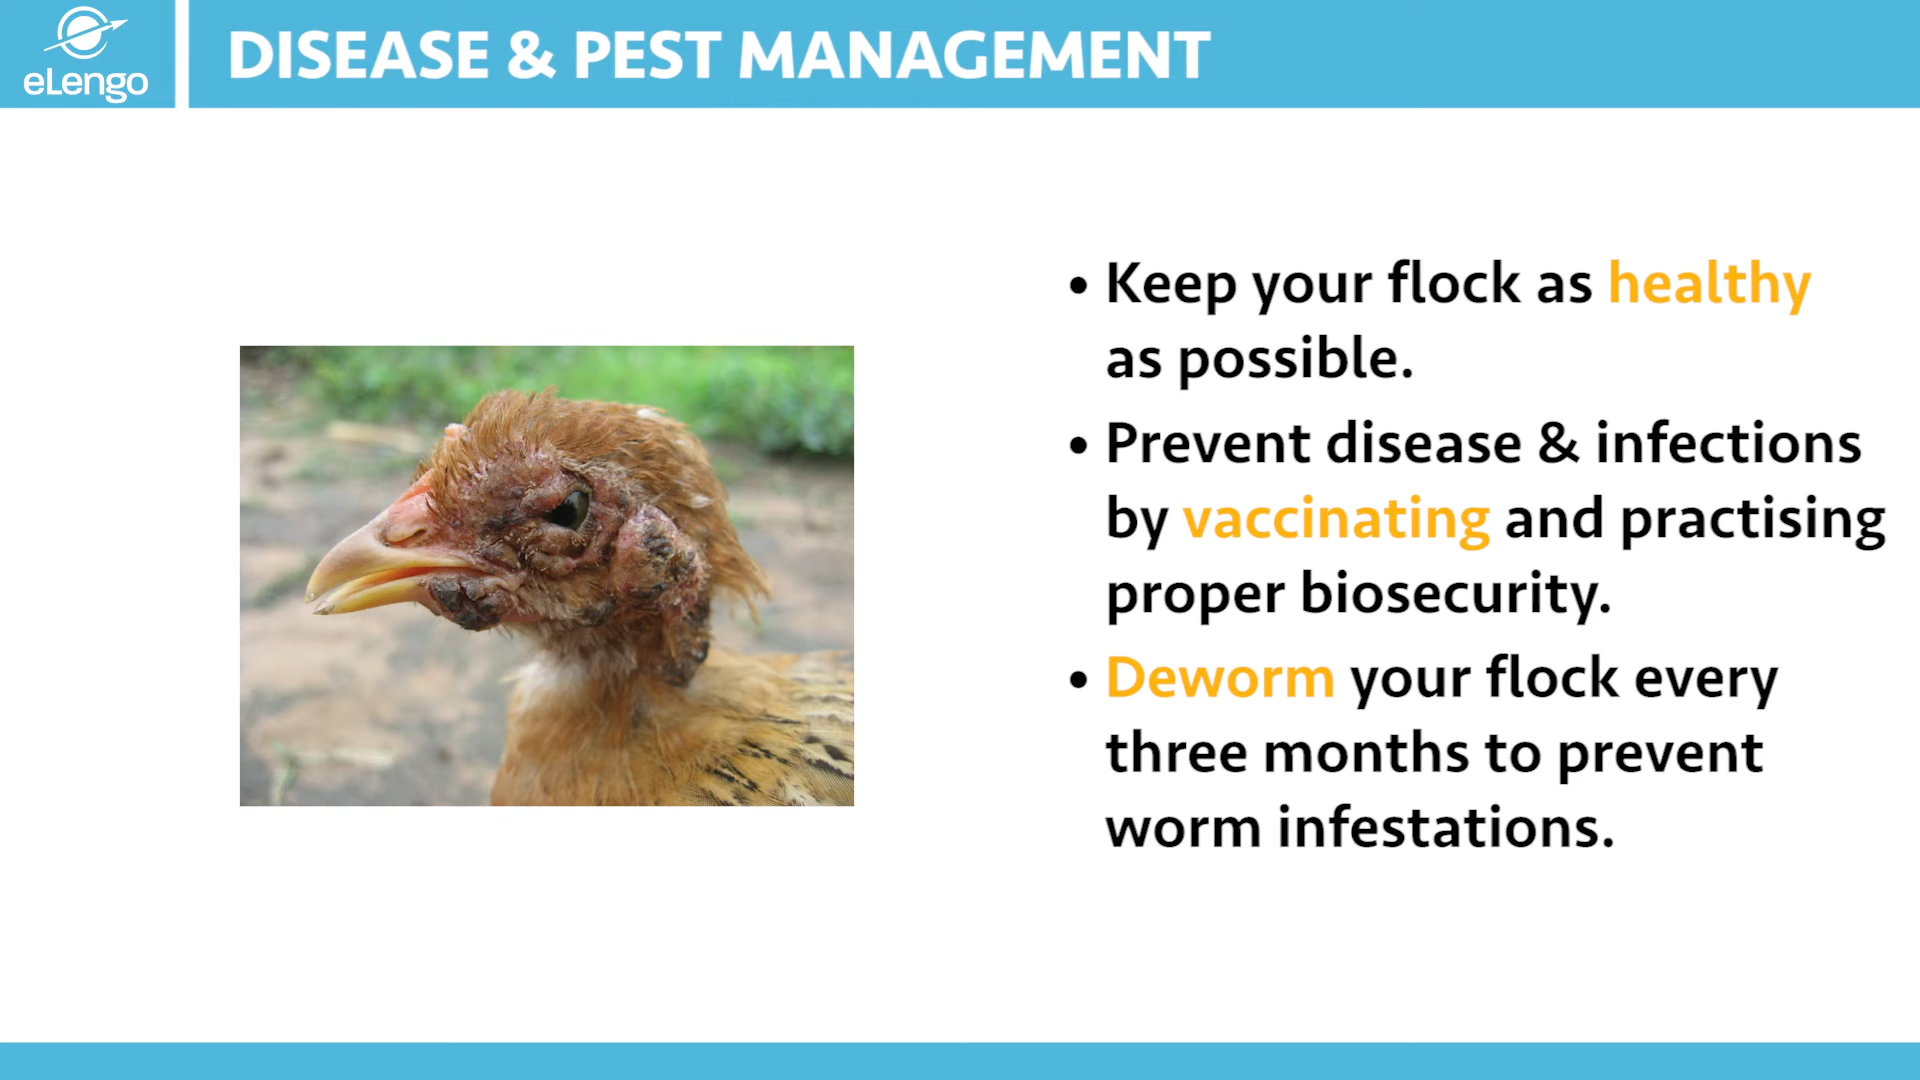 eLengo
DISEASE & PEST MANAGEMENT
• Keep your flock as healthy
as possible.
• Prevent disease & infections
by vaccinating and practising
proper biosecurity.
• Deworm your flock every
three months to prevent
worm infestations.